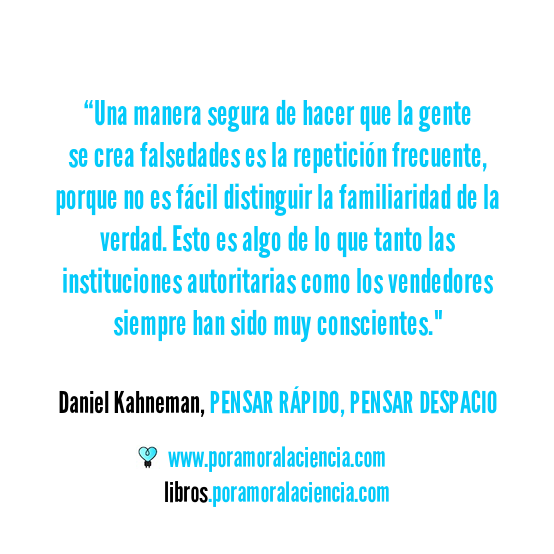 “Una manera segura de hacer que la gente
se crea falsedades es la repetición frecuente,
porque no es fácil distinguir la familiaridad de la
verdad. Esto es algo de lo que tanto las
instituciones autoritarias como los vendedores
siempre han sido muy conscientes."
Daniel Kahneman, PENSAR RÁPIDO, PENSAR DESPACIO
www.poramoralaciencia.com
libros.poramoralaciencia.com